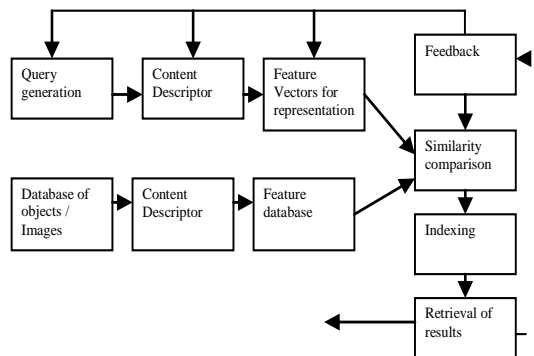 Query
generation
Content
Descriptor
Feature
Vectors for
representation
Feedback
Similarity
comparison
Database of
objects /
Images
Content
Descriptor
Feature
database
Indexing
Retrieval of
results